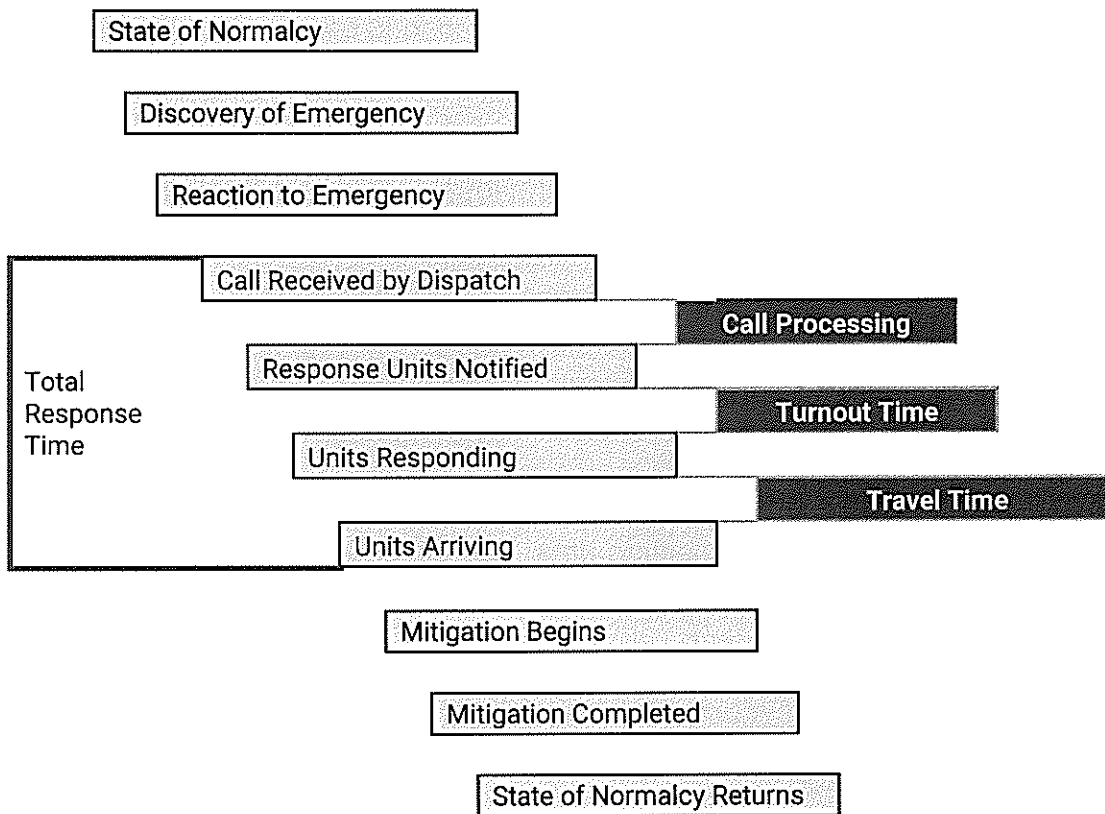 State of Normalcy
Discovery of Emergency
Reaction to Emergency
Call Received by Dispatch
Call Processing
Total
Response
Time
Response Units Notified
Turnout Time
Units Responding
Travel Time
Units Arriving
Mitigation Begins
Mitigation Completed
State of Normalcy Returns